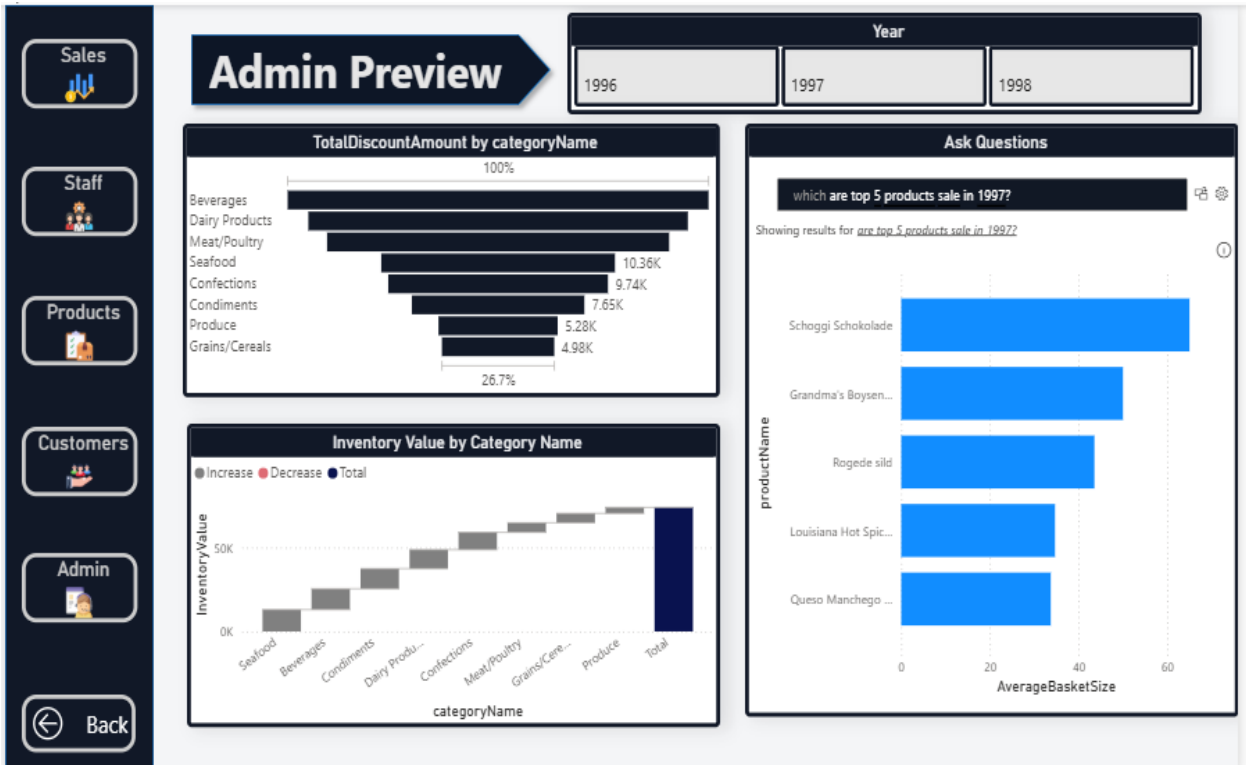 Sales
Staff
Products
Customers
Admin
Back
Admin Preview
Year
1996
1997
1998
TotalDiscountAmount by categoryName
100%
Beverages
Dairy Products
Meat/Poultry
Seafood 10.36K
Confections 9.74K
Condiments 7.65K
Produce 5.28K
Grains/Cereals 4.98K
26.7%
Inventory Value by Category Name
Increase Decrease Total
InventoryValue
50K
0K
Seafood
Beverages
Condiments
Dairy Produ...
Confections
Meat/Poultry
Grains/Cere...
Produce
Total
categoryName
Ask Questions
which are top 5 products sale in 1997?
Showing results for are top 5 products sale in 1997?
productName
Schoggi Schokolade
Grandma's Boysen...
Rogede sild
Louisiana Hot Spic...
Queso Manchego ...
0 20 40 60
AverageBasketSize